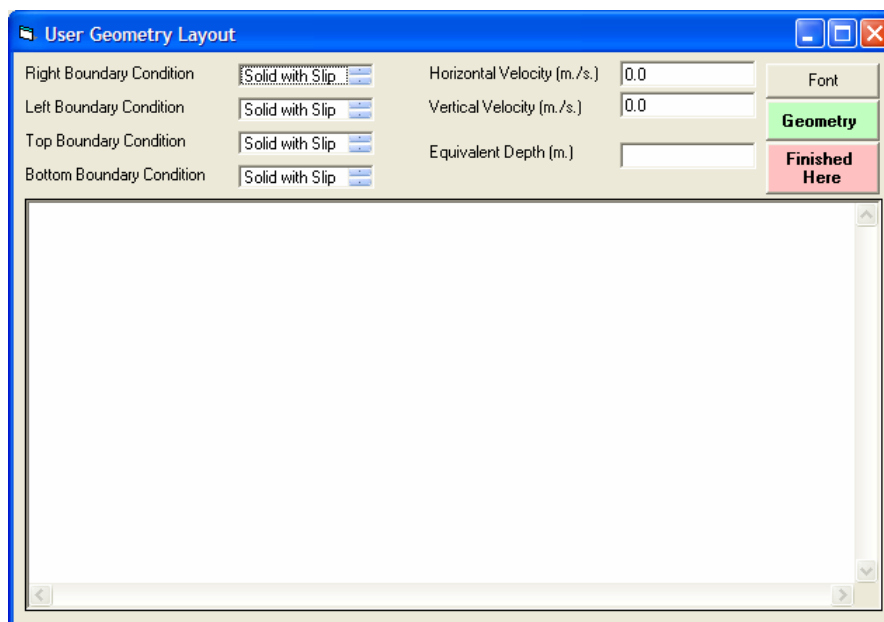 User Geometry Layout
Right Boundary Condition
Solid with Slip
Left Boundary Condition
Solid with Slip
Top Boundary Condition
Solid with Slip
Bottom Boundary Condition
Solid with Slip
Horizontal Velocity (m./s.)
0.0
Vertical Velocity (m./s.)
0.0
Equivalent Depth (m.)
Font
Geometry
Finished
Here